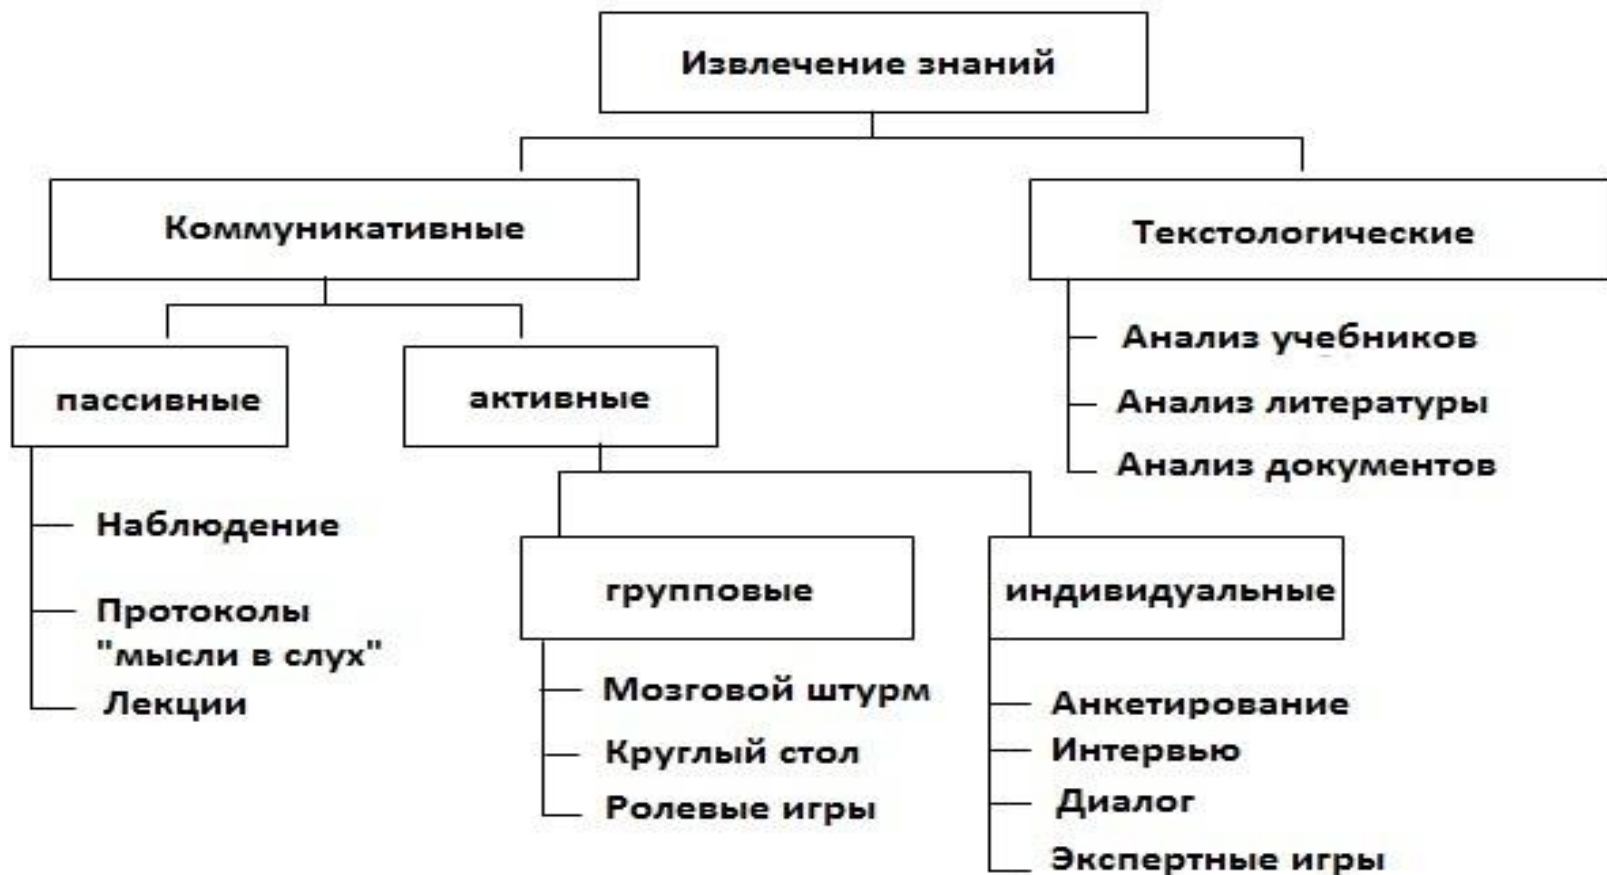 Извлечение знаний
Коммуникативные
Текстологические
пассивные
активные
Анализ учебников
Анализ литературы
Анализ документов
Наблюдение
Протоколы
"мысли в слух"
Лекции
групповые
индивидуальные
Мозговой штурм
Круглый стол
Ролевые игры
Анкетирование
Интервью
Диалог
Экспертные игры